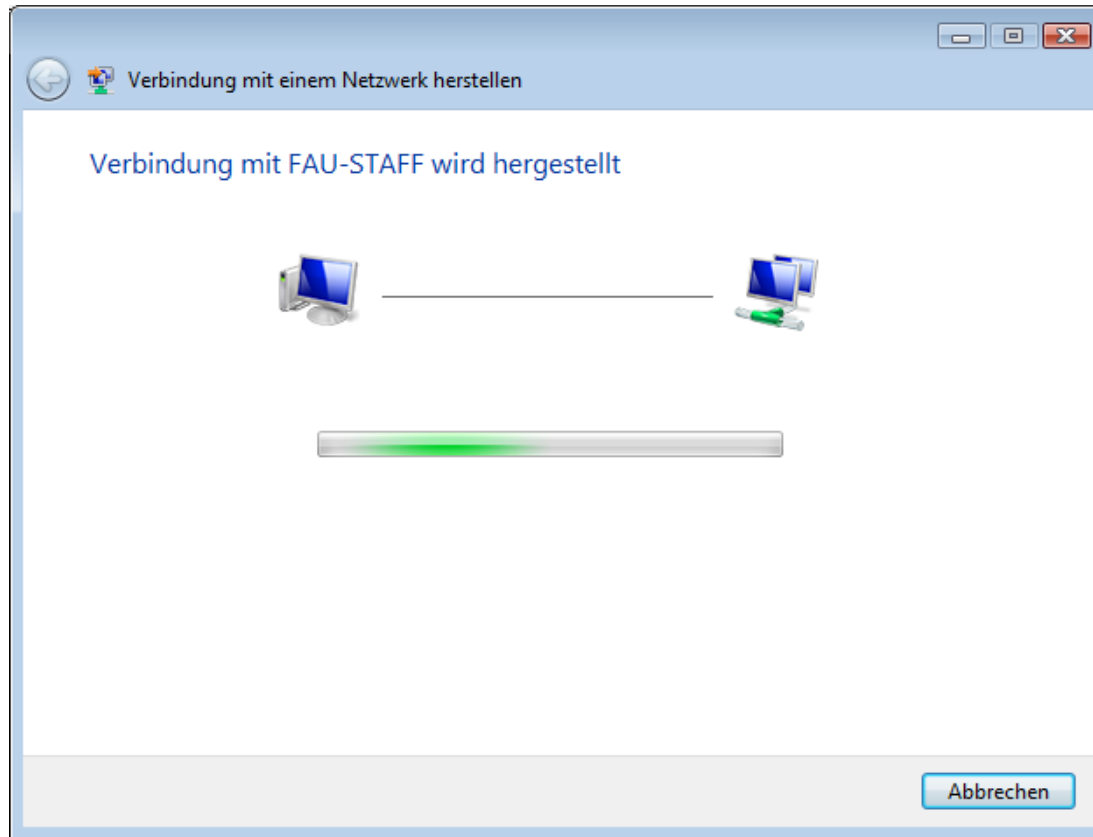 Verbindung mit einem Netzwerk herstellen
Verbindung mit FAU-STAFF wird hergestellt
Abbrechen